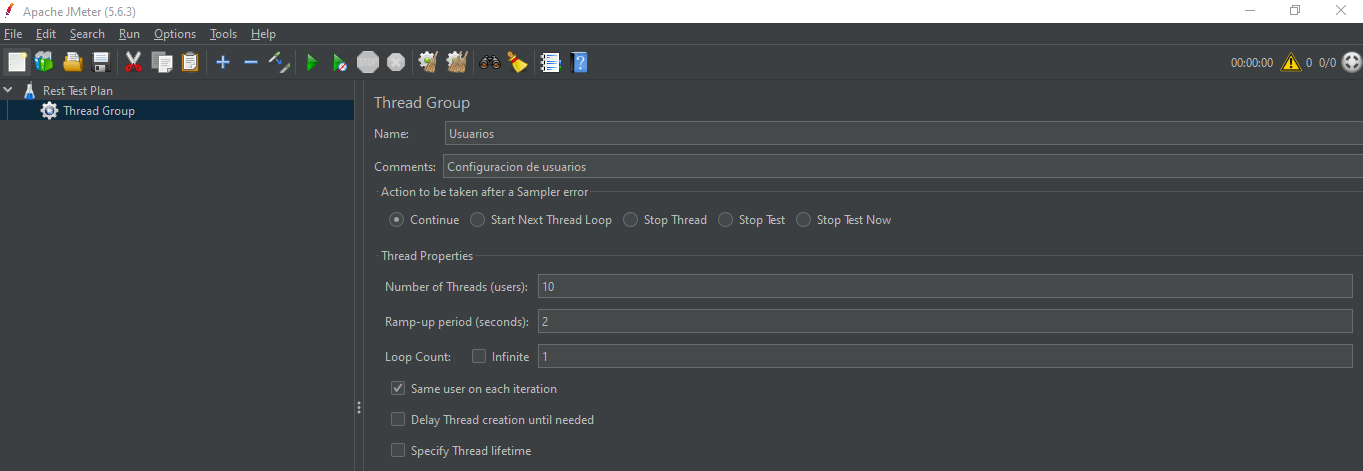 Apache JMeter (5.6.3)
File Edit Search Run Options Tools Help
STOP 00:00:00 0 0/0
Rest Test Plan
Thread Group
Thread Group
Name: Usuarios
Comments: Configuracion de usuarios
Action to be taken after a Sampler error
Continue Start Next Thread Loop Stop Thread Stop Test Stop Test Now
Thread Properties
Number of Threads (users): 10
Ramp-up period (seconds): 2
Loop Count: Infinite 1
Same user on each iteration
Delay Thread creation until needed
Specify Thread lifetime